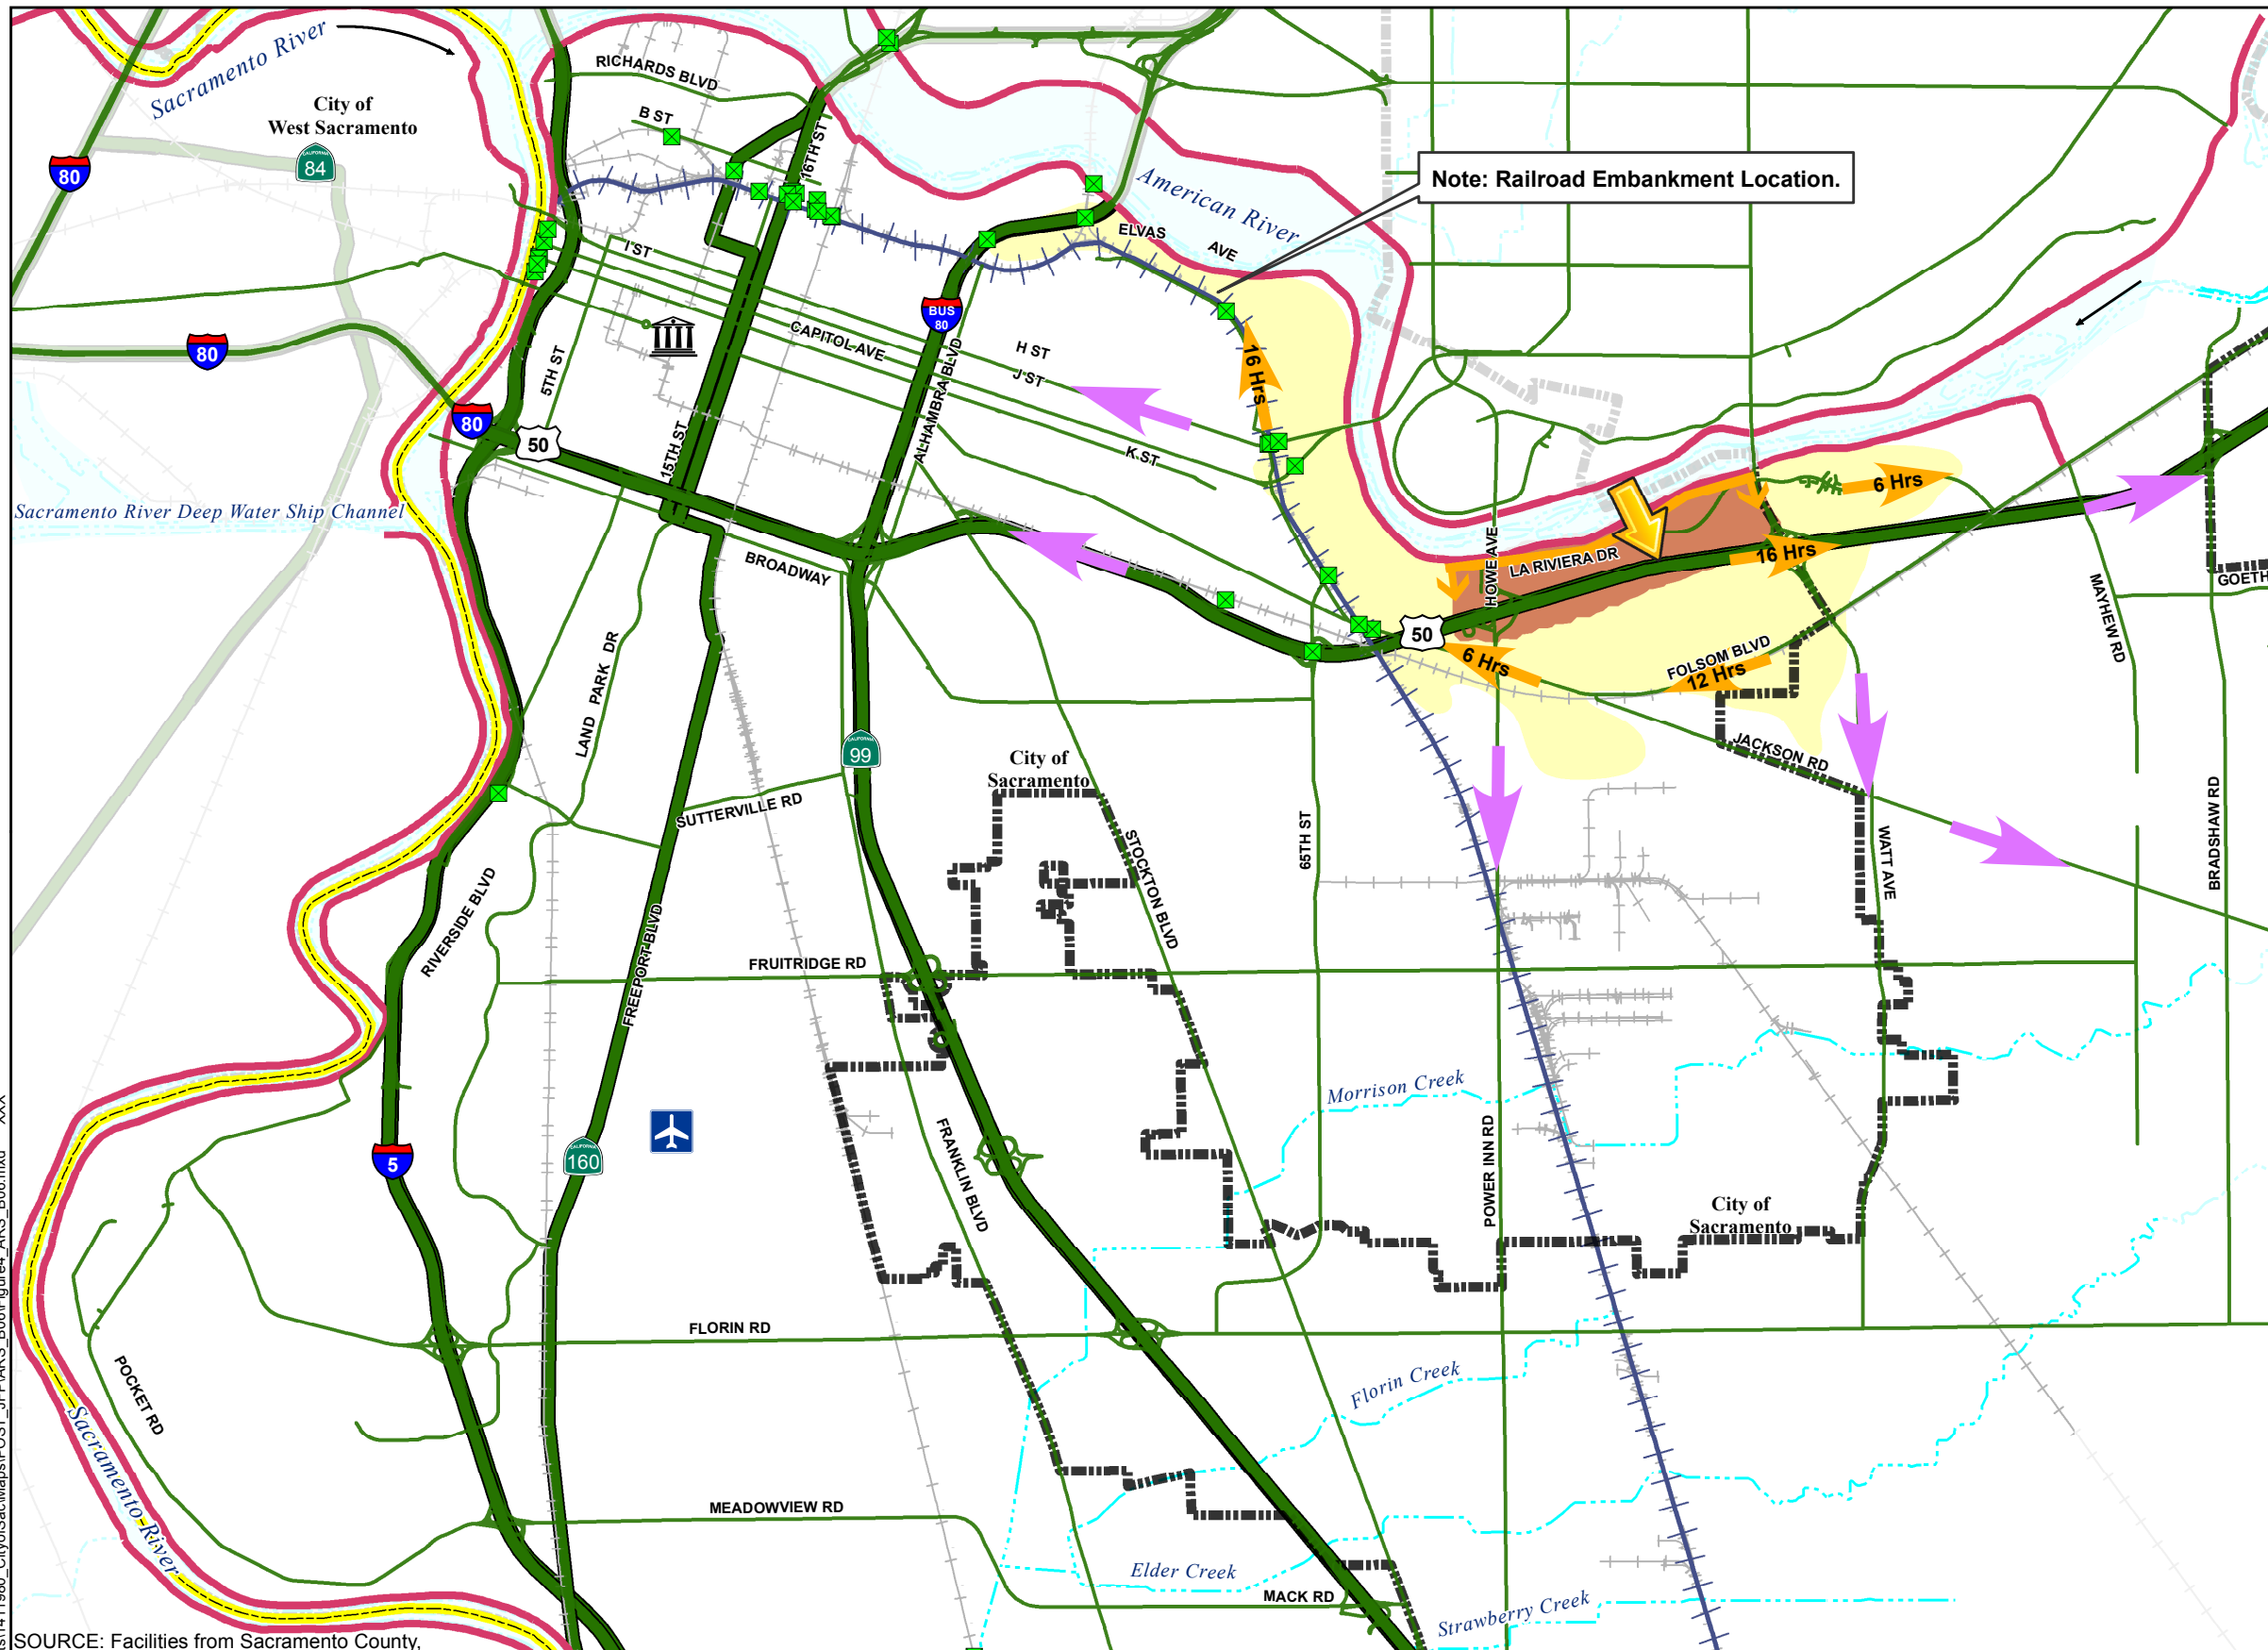 Sacramento River
City of
West Sacramento
CALIFORNIA
84
80
80
80
50
RICHARDS BLVD
B ST
16TH ST
American River
Note: Railroad Embankment Location.
ELVAS
AVE
I ST
BUS
80
CAPITOL AVE
H ST
J ST
K ST
5TH ST
15TH ST
ALHAMBRA BLVD
16 Hrs
6 Hrs
16 Hrs
6 Hrs
12 Hrs
Sacramento River Deep Water Ship Channel
BROADWAY
HOWE AVE
LA RIVIERA DR
50
FOLSOM BLVD
MAYHEW RD
GOETH
LAND PARK DR
CALIFORNIA
99
City of
Sacramento
JACKSON RD
SUTTERVILLE RD
STOCKTON BLVD
65TH ST
WATT AVE
BRADSHAW RD
RIVERSIDE BLVD
FREEPORT BLVD
FRUITRIDGE RD
Morrison Creek
5
CALIFORNIA
160
FRANKLIN BLVD
POWER INN RD
City of
Sacramento
FLORIN RD
Florin Creek
POCKET RD
Sacramento River
MEADOWVIEW RD
Elder Creek
MACK RD
Strawberry Creek
SOURCE: Facilities from Sacramento County,
XXX